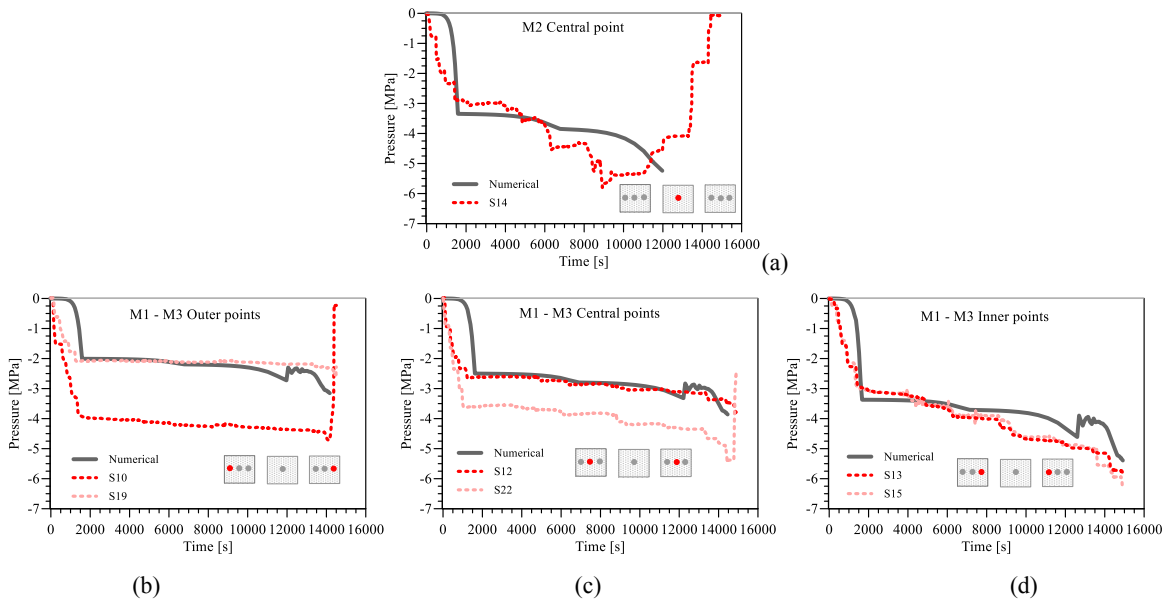 M2 Central point
0
-1
-2
-3
-4
-5
-6
-7
Pressure [MPa]
Numerical
S14
0 2000 4000 6000 8000 10000 12000 14000 16000
Time [s]
(a)
M1 - M3 Outer points
0
-1
-2
-3
-4
-5
-6
-7
Pressure [MPa]
Numerical
S10
S19
0 2000 4000 6000 8000 10000 12000 14000 16000
Time [s]
(b)
M1 - M3 Central points
0
-1
-2
-3
-4
-5
-6
-7
Pressure [MPa]
Numerical
S12
S22
0 2000 4000 6000 8000 10000 12000 14000 16000
Time [s]
(c)
M1 - M3 Inner points
0
-1
-2
-3
-4
-5
-6
-7
Pressure [MPa]
Numerical
S13
S15
0 2000 4000 6000 8000 10000 12000 14000 16000
Time [s]
(d)